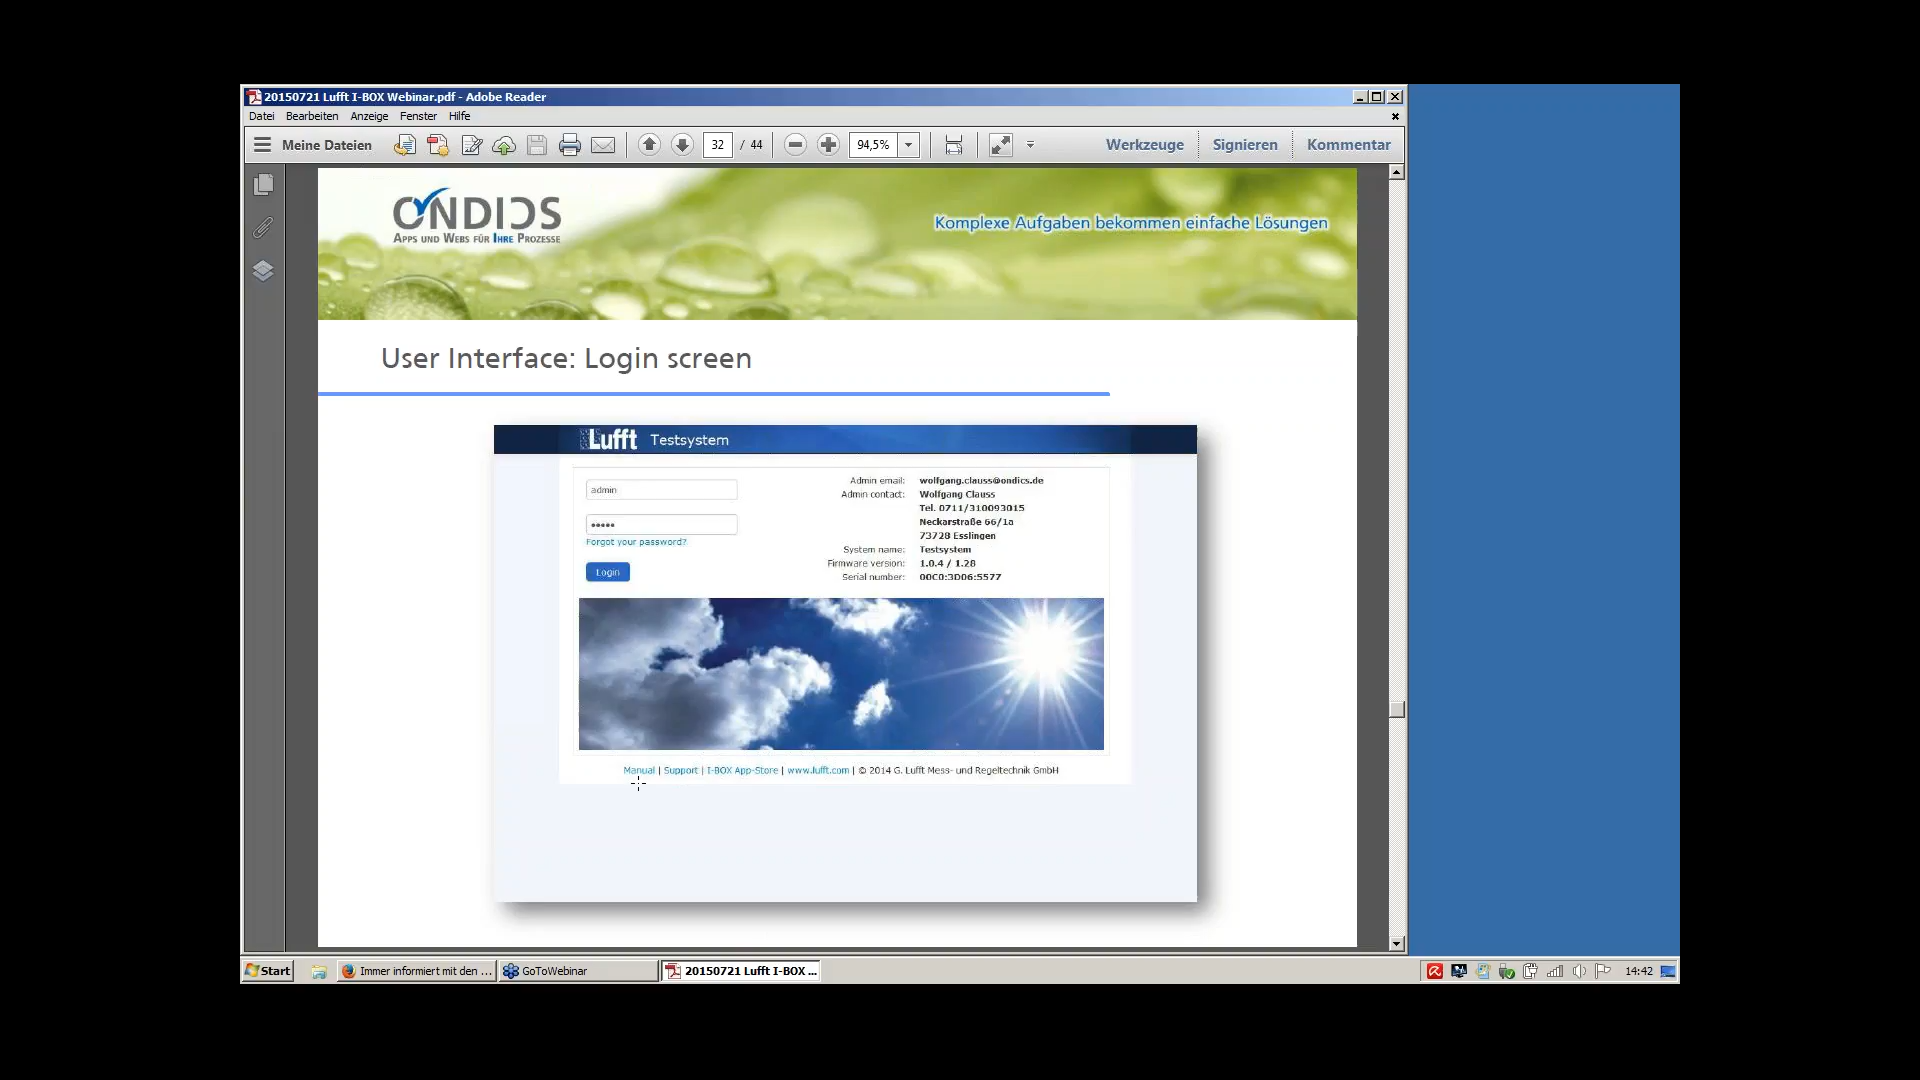 20150721 Lufft I-BOX Webinar.pdf - Adobe Reader
Datei Bearbeiten Anzeige Fenster Hilfe
Meine Dateien 32 / 44 94,5% Werkzeuge Signieren Kommentar
ONDICS
APPS UND WEBS FÜR IHRE PROZESSE
Komplexe Aufgaben bekommen einfache Lösungen
User Interface: Login screen
Lufft Testsystem
admin
•••••
Forgot your password?
Login
Admin email: wolfgang.clauss@ondics.de
Admin contact: Wolfgang Clauss
Tel. 0711/310093015
Neckarstraße 66/1a
73728 Esslingen
System name: Testsystem
Firmware version: 1.0.4 / 1.28
Serial number: 00C0:3D06:5577
Manual | Support | I-BOX App-Store | www.lufft.com | © 2014 G. Lufft Mess- und Regeltechnik GmbH
Start Immer informiert mit den ... GoToWebinar 20150721 Lufft I-BOX ... 14:42